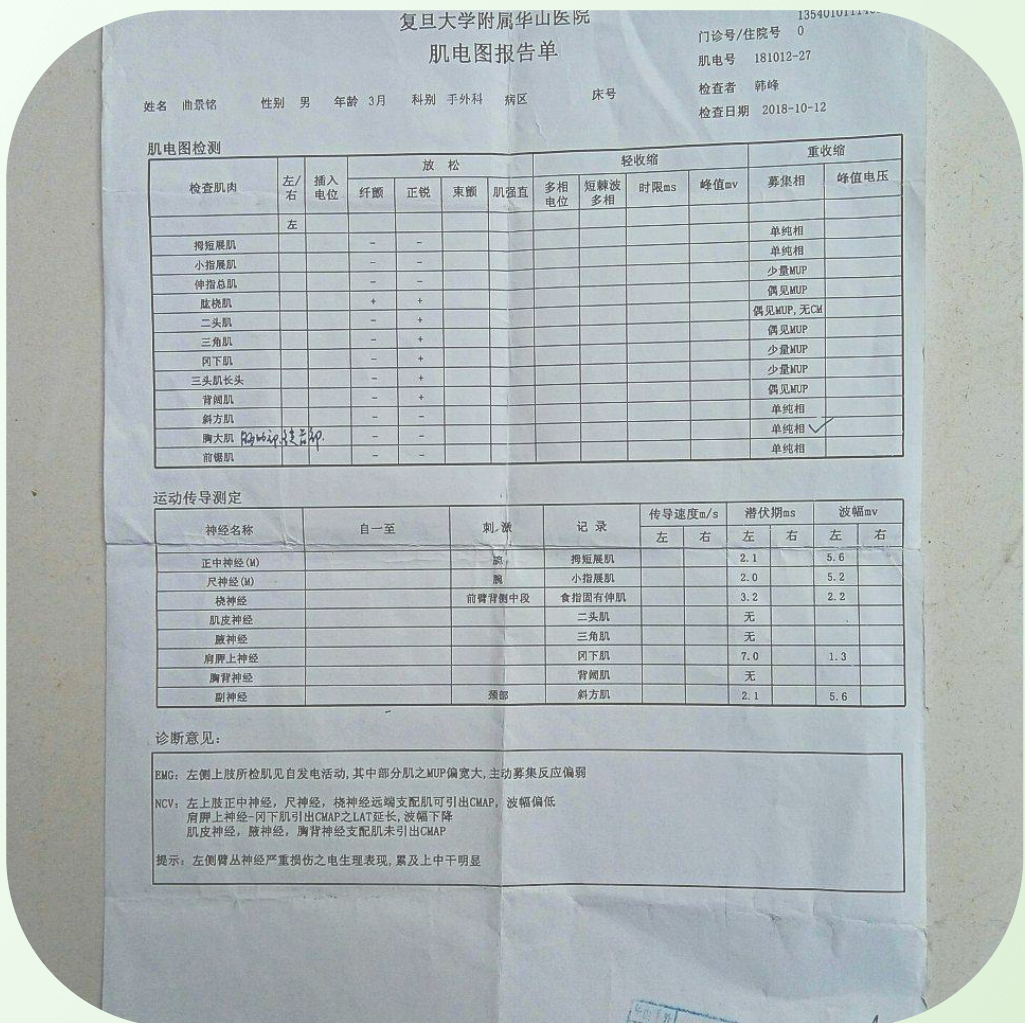 复旦大学附属华山医院
肌电图报告单
门诊号/住院号 0
肌电号 181012-27
检查者 韩峰
检查日期 2018-10-12
姓名 曲景铭 性别 男 年龄 3月 科别 手外科 病区 床号
肌电图检测
检查肌肉 左/右 插入电位 放 松 轻收缩 重收缩
纤颤 正锐 束颤 肌强直 多相电位 短棘波多相 时限ms 峰值mv 募集相 峰值电压
左
拇短展肌 - - 单纯相
小指展肌 - - 单纯相
伸指总肌 - - 少量MUP
肱桡肌 + + 偶见MUP
二头肌 - + 偶见MUP,无CM
三角肌 - + 偶见MUP
冈下肌 - + 少量MUP
三头肌长头 - + 少量MUP
背阔肌 - + 偶见MUP
斜方肌 - - 单纯相
胸大肌 - - 单纯相
前锯肌 - - 单纯相
运动传导测定
神经名称 自一至 刺 激 记 录 传导速度m/s 潜伏期ms 波幅mv
左 右 左 右 左 右
正中神经(M) 腕 拇短展肌 2.1 5.6
尺神经(M) 腕 小指展肌 2.0 5.2
桡神经 前臂背侧中段 食指固有伸肌 3.2 2.2
肌皮神经 二头肌 无
腋神经 三角肌 无
肩胛上神经 冈下肌 7.0 1.3
胸背神经 背阔肌 无
副神经 颈部 斜方肌 2.1 5.6
诊断意见:
EMG: 左侧上肢所检肌见自发电活动,其中部分肌之MUP偏宽大,主动募集反应偏弱
NCV: 左上肢正中神经, 尺神经, 桡神经远端支配肌可引出CMAP, 波幅偏低
肩胛上神经-冈下肌引出CMAP之LAT延长,波幅下降
肌皮神经, 腋神经, 胸背神经支配肌未引出CMAP
提示: 左侧臂丛神经严重损伤之电生理表现,累及上中干明显